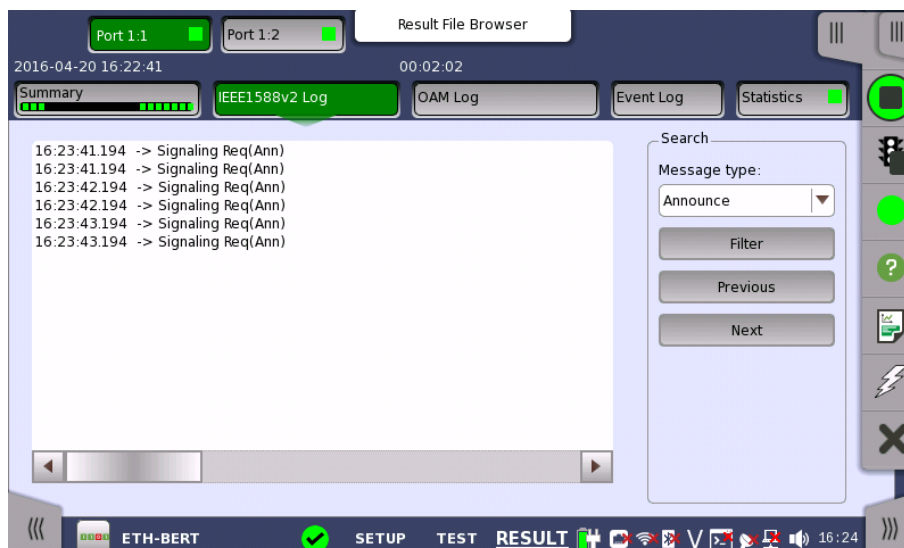 Result File Browser
Port 1:1
Port 1:2
2016-04-20 16:22:41
00:02:02
Summary
IEEE1588v2 Log
OAM Log
Event Log
Statistics
16:23:41.194 -> Signaling Req(Ann)
16:23:41.194 -> Signaling Req(Ann)
16:23:42.194 -> Signaling Req(Ann)
16:23:42.194 -> Signaling Req(Ann)
16:23:43.194 -> Signaling Req(Ann)
16:23:43.194 -> Signaling Req(Ann)
Search
Message type:
Announce
Filter
Previous
Next
ETH-BERT
SETUP
TEST
RESULT
16:24